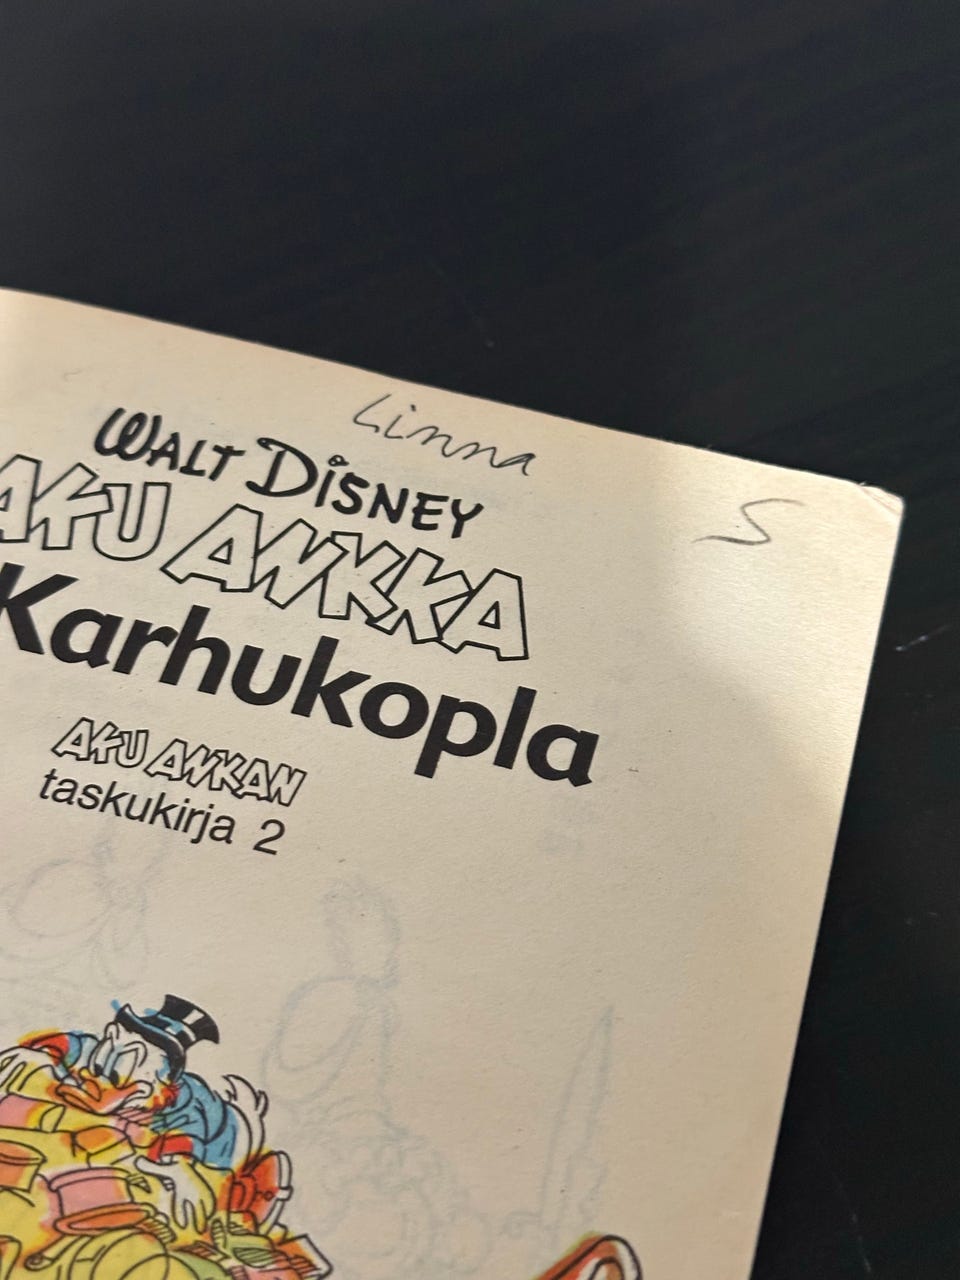 Linna
S
WALT DISNEY
AKU ANKKA
Karhukopla
AKU ANKAN
taskukirja 2